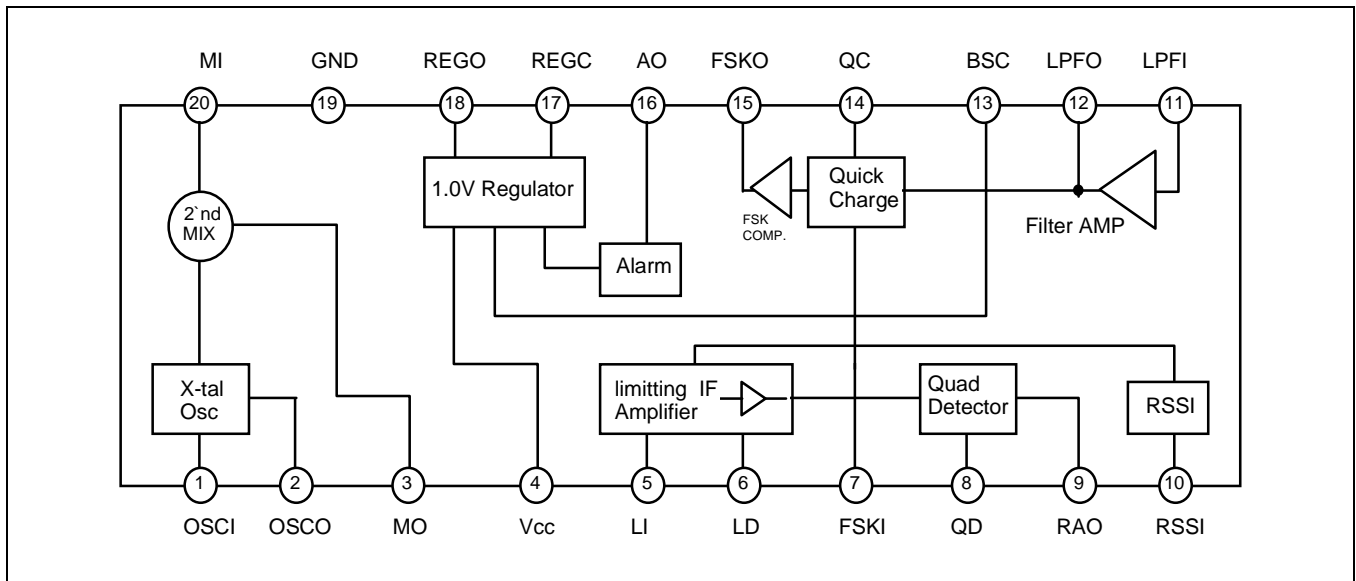 MI GND REGO REGC AO FSKO QC BSC LPFO LPFI
20 19 18 17 16 15 14 13 12 11
1.0V Regulator
Quick
Charge
2`nd
MIX
FSK
COMP.
Filter AMP
Alarm
X-tal
Osc
limitting IF
Amplifier
Quad
Detector
RSSI
1 2 3 4 5 6 7 8 9 10
OSCI OSCO MO Vcc LI LD FSKI QD RAO RSSI